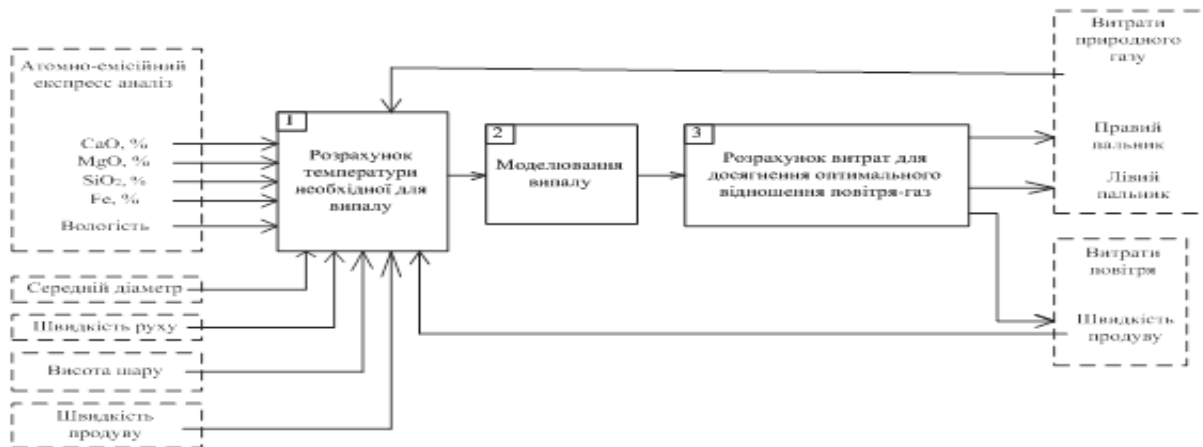 Атомно-емісійний
експресс аналіз
CaO, %
MgO, %
SiO₂, %
Fe, %
Вологість
Середній діаметр
Швидкість руху
Висота шару
Швидкість
продуву
1
Розрахунок
температури
необхідної для
випалу
2
Моделювання
випалу
3
Розрахунок витрат для
досягнення оптимального
відношення повітря-газ
Витрати
природного
газу
Правий
пальник
Лівий
пальник
Витрати
повітря
Швидкість
продуву